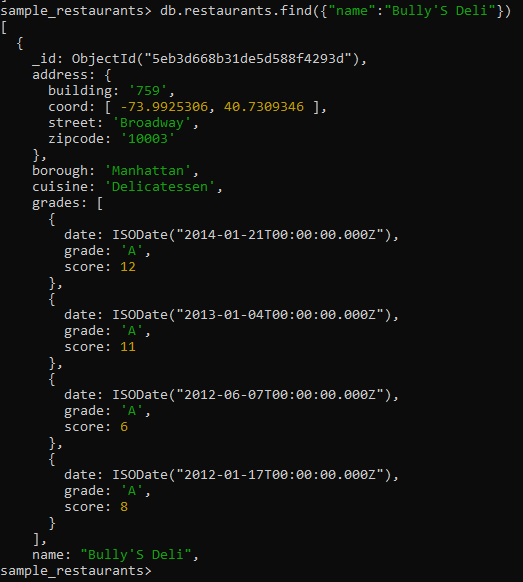 sample_restaurants> db.restaurants.find({"name":"Bully'S Deli"})
[
  {
    _id: ObjectId("5eb3d668b31de5d588f4293d"),
    address: {
      building: '759',
      coord: [ -73.9925306, 40.7309346 ],
      street: 'Broadway',
      zipcode: '10003'
    },
    borough: 'Manhattan',
    cuisine: 'Delicatessen',
    grades: [
      {
        date: ISODate("2014-01-21T00:00:00.000Z"),
        grade: 'A',
        score: 12
      },
      {
        date: ISODate("2013-01-04T00:00:00.000Z"),
        grade: 'A',
        score: 11
      },
      {
        date: ISODate("2012-06-07T00:00:00.000Z"),
        grade: 'A',
        score: 6
      },
      {
        date: ISODate("2012-01-17T00:00:00.000Z"),
        grade: 'A',
        score: 8
      }
    ],
    name: "Bully'S Deli",
sample_restaurants>